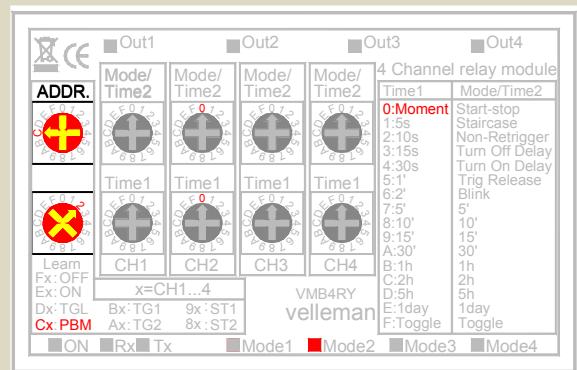 Out1 Out2 Out3 Out4
CE
4 Channel relay module
ADDR.
Mode/ Mode/ Mode/ Mode/
Time2 Time2 Time2 Time2
Time1 Mode/Time2
0:Moment Start-stop
1:5s Staircase
2:10s Non-Retrigger
3:15s Turn Off Delay
4:30s Turn On Delay
5:1' Trig Release
6:2' Blink
7:5' 5'
8:10' 10'
9:15' 15'
A:30' 30'
B:1h 1h
C:2h 2h
D:5h 5h
E:1day 1day
F:Toggle Toggle
Time1 Time1 Time1 Time1
CH1 CH2 CH3 CH4
Learn
Fx:OFF
Ex:ON
Dx:TGL
Cx:PBM
x=CH1...4
Bx:TG1 9x:ST1
Ax:TG2 8x:ST2
VMB4RY
velleman
ON Rx Tx Mode1 Mode2 Mode3 Mode4